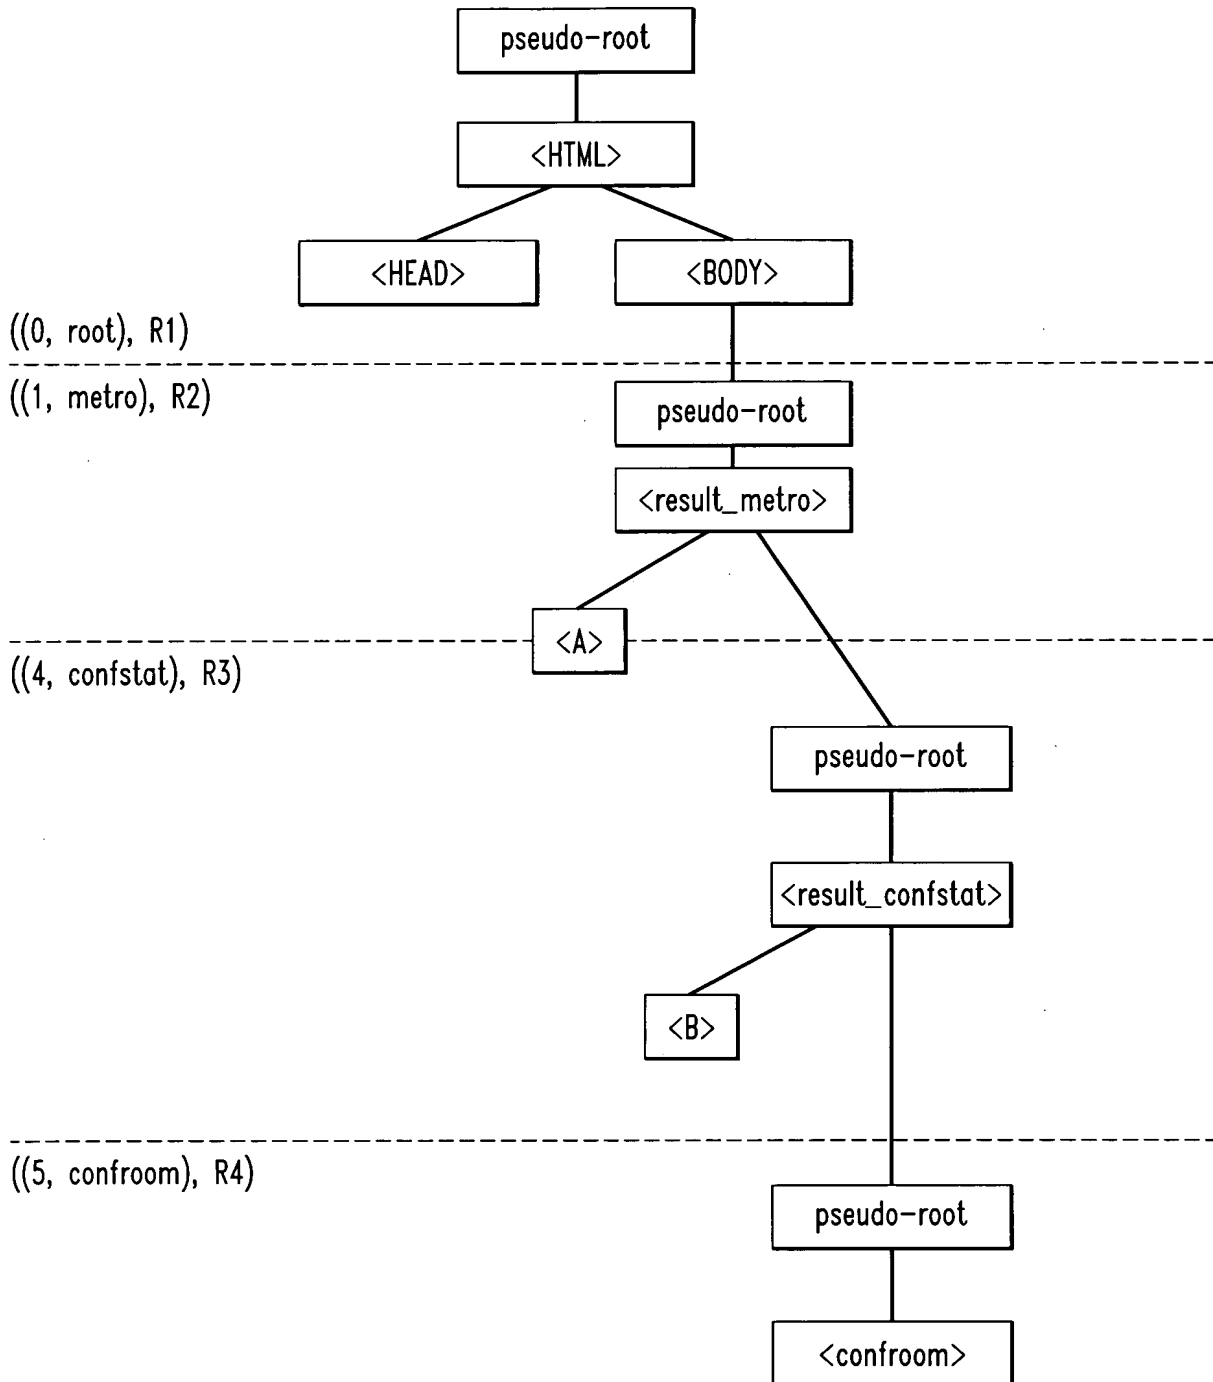 pseudo-root
<HTML>
<HEAD>
<BODY>
((0, root), R1)
((1, metro), R2)
pseudo-root
<result_metro>
<A>
((4, confstat), R3)
pseudo-root
<result_confstat>
<B>
((5, confroom), R4)
pseudo-root
<confroom>